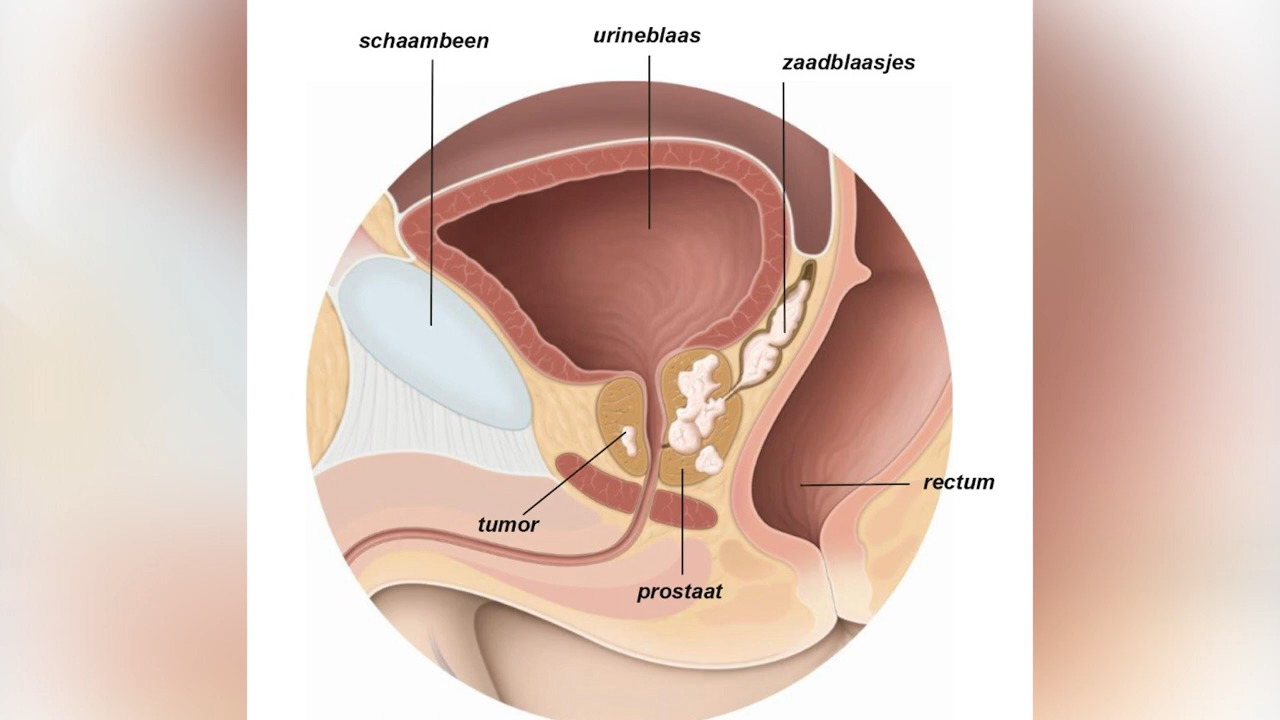 schaambeen
urineblaas
zaadblaasjes
rectum
tumor
prostaat